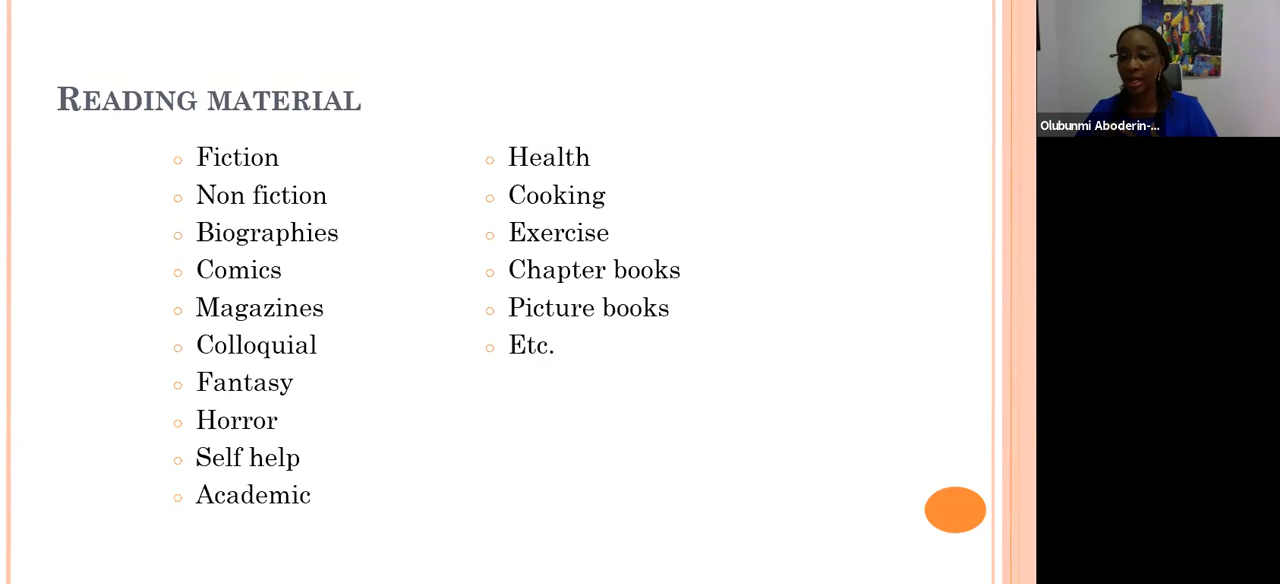 READING MATERIAL
Fiction
Non fiction
Biographies
Comics
Magazines
Colloquial
Fantasy
Horror
Self help
Academic
Health
Cooking
Exercise
Chapter books
Picture books
Etc.
Olubunmi Aboderin-...